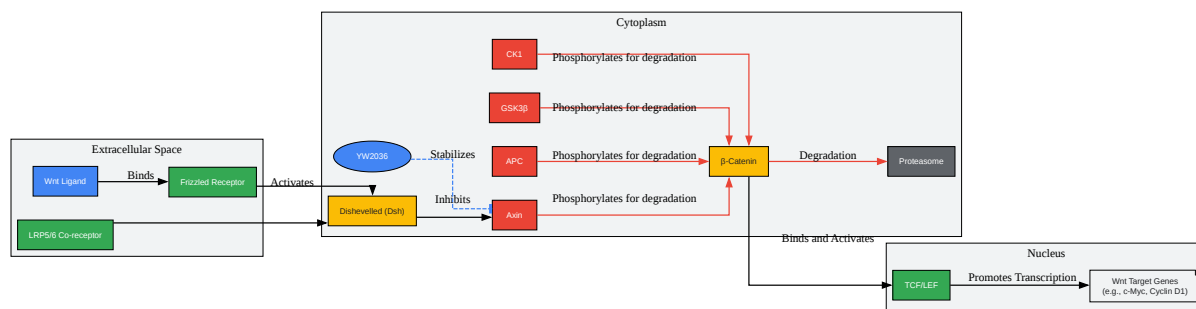 Cytoplasm
CK1
Phosphorylates for degradation
GSK3β
Phosphorylates for degradation
Extracellular Space
YW2036
Stabilizes
APC
Phosphorylates for degradation
β-Catenin
Degradation
Proteasome
Wnt Ligand
Binds
Frizzled Receptor
Activates
Dishevelled (Dsh)
Inhibits
Axin
Phosphorylates for degradation
LRP5/6 Co-receptor
Binds and Activates
Nucleus
TCF/LEF
Promotes Transcription
Wnt Target Genes
(e.g., c-Myc, Cyclin D1)